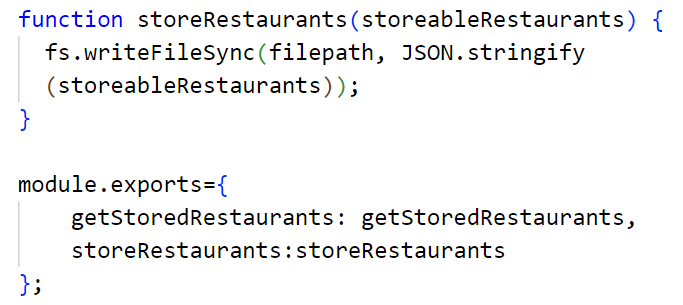 function storeRestaurants(storeableRestaurants) {
fs.writeFileSync(filepath, JSON.stringify
(storeableRestaurants));
}
module.exports={
getStoredRestaurants: getStoredRestaurants,
storeRestaurants:storeRestaurants
};